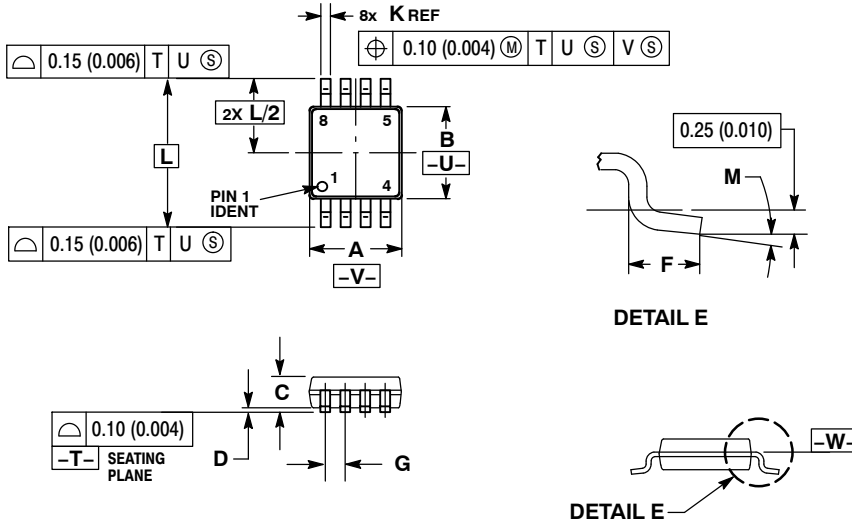 8x K REF
⌖ 0.10 (0.004) Ⓜ T U Ⓢ V Ⓢ
⌓ 0.15 (0.006) T U Ⓢ
2X L/2
8 5
B
-U-
L
PIN 1
IDENT
1
4
⌓ 0.15 (0.006) T U Ⓢ
A
-V-
0.25 (0.010)
M
F
DETAIL E
C
⌓ 0.10 (0.004)
-T- SEATING
PLANE
D
G
-W-
DETAIL E